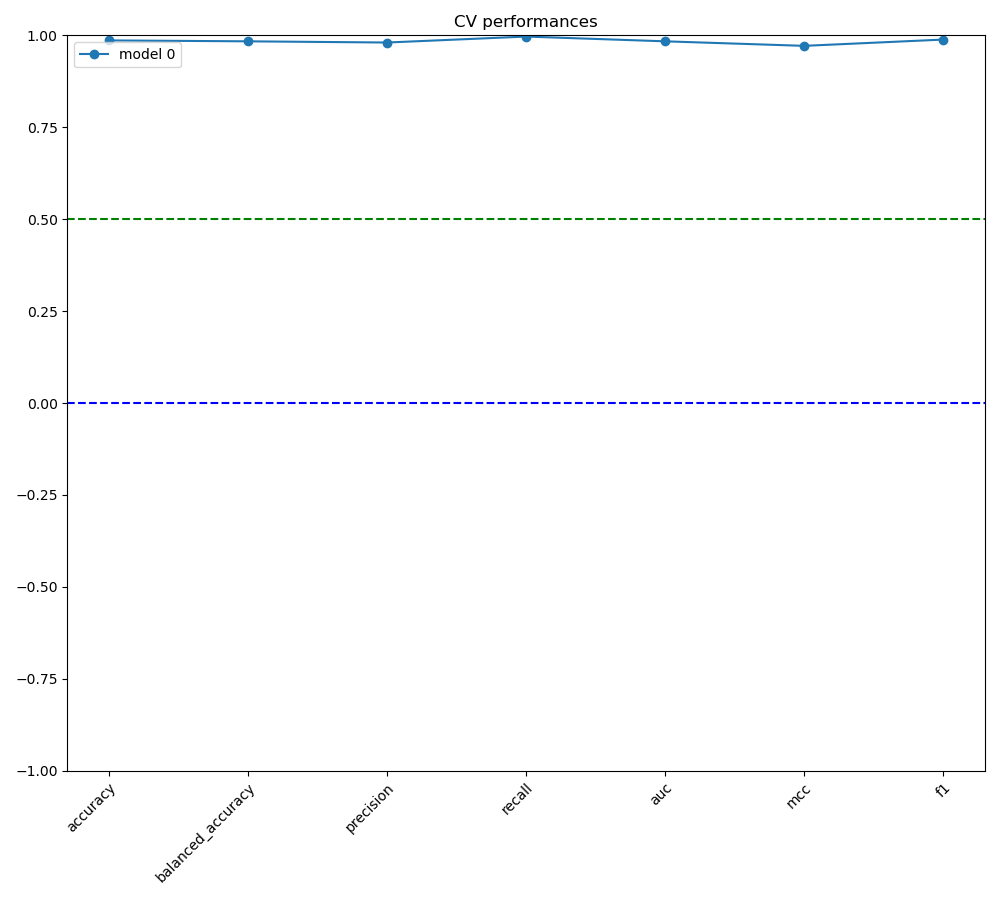 CV performances
model 0
1.00
0.75
0.50
0.25
0.00
−0.25
−0.50
−0.75
−1.00
accuracy
balanced_accuracy
precision
recall
auc
mcc
f1